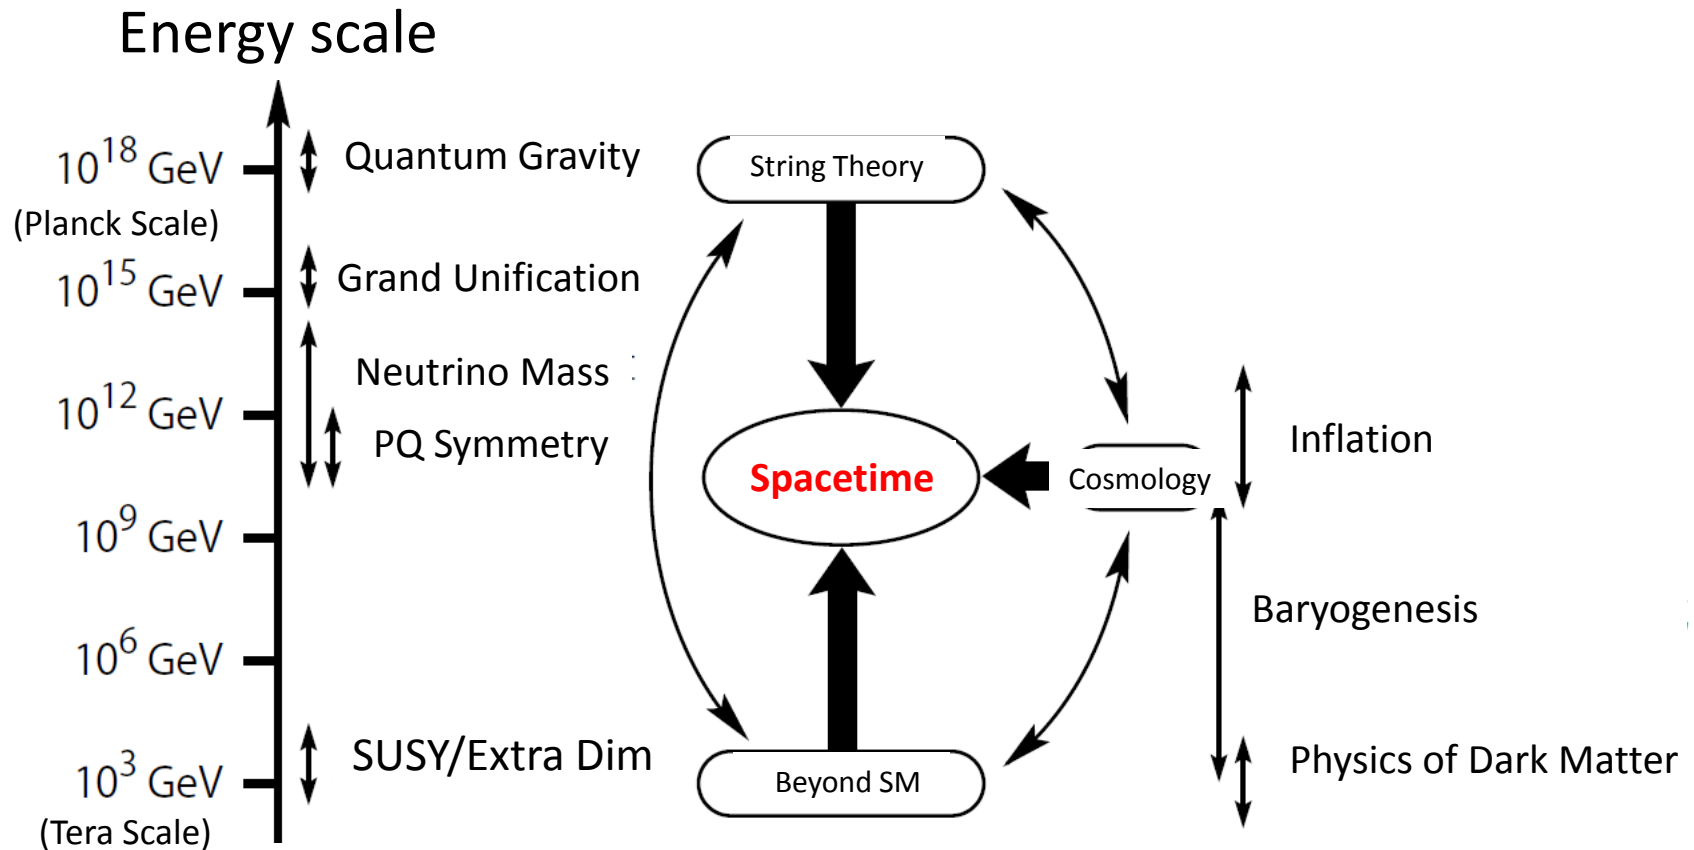 Energy scale
10^18 GeV
Quantum Gravity
String Theory
(Planck Scale)
10^15 GeV
Grand Unification
Neutrino Mass
10^12 GeV
PQ Symmetry
Inflation
Spacetime
Cosmology
10^9 GeV
Baryogenesis
10^6 GeV
SUSY/Extra Dim
Physics of Dark Matter
10^3 GeV
Beyond SM
(Tera Scale)